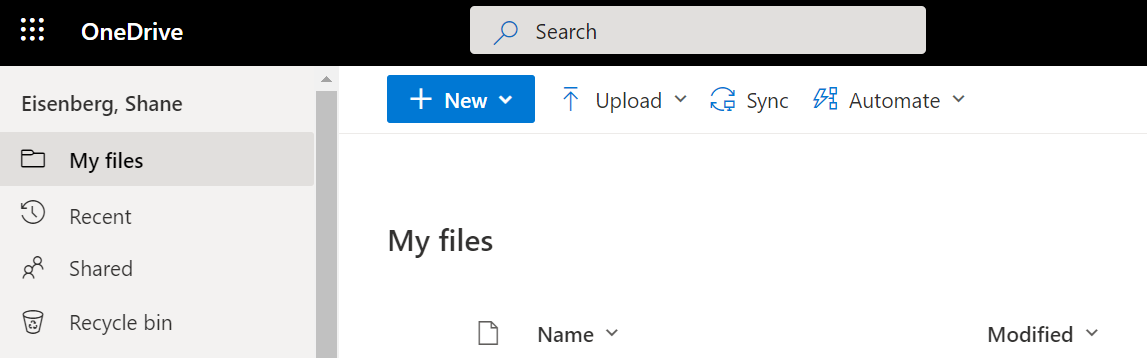 OneDrive
Search
Eisenberg, Shane
My files
Recent
Shared
Recycle bin
New
Upload
Sync
Automate
My files
Name
Modified